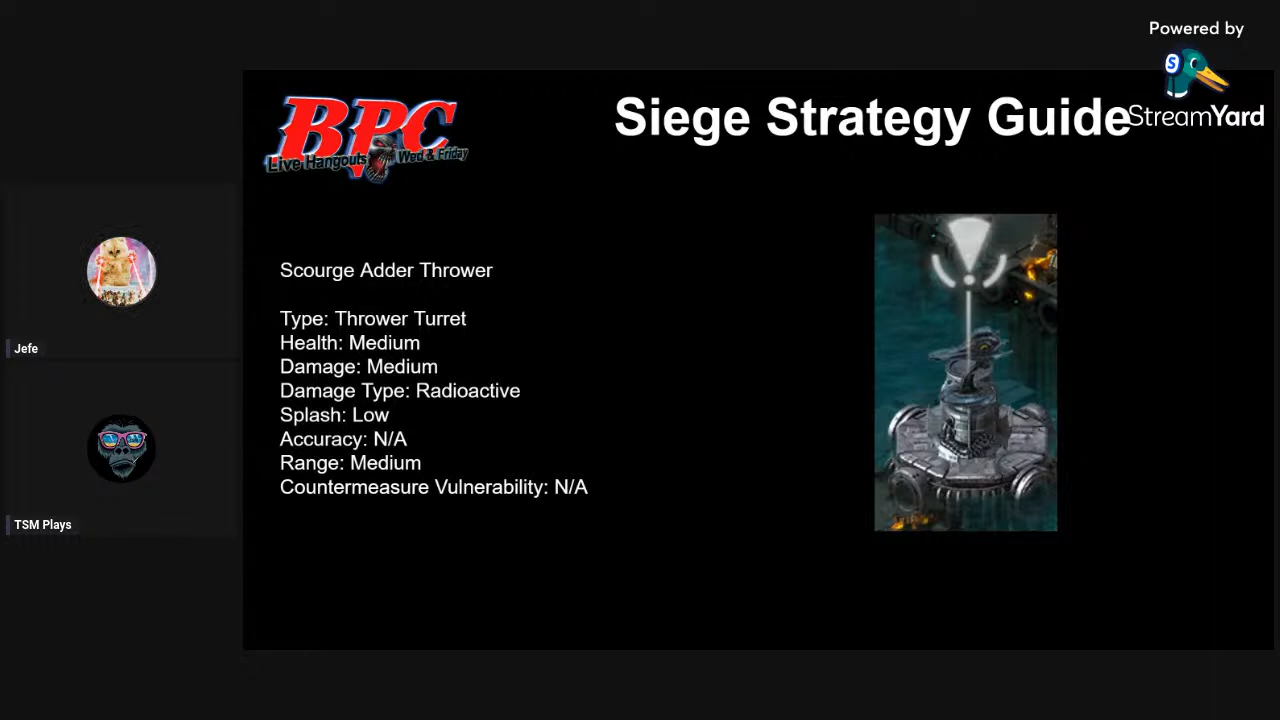 Powered by
StreamYard
BPC
Live Hangouts Wed & Friday
Siege Strategy Guide
Scourge Adder Thrower
Type: Thrower Turret
Health: Medium
Damage: Medium
Damage Type: Radioactive
Splash: Low
Accuracy: N/A
Range: Medium
Countermeasure Vulnerability: N/A
Jefe
TSM Plays